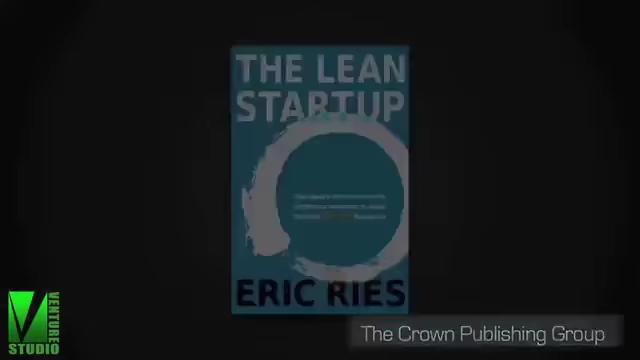 THE LEAN
STARTUP
ERIC RIES
V
STUDIO
VENTURE
The Crown Publishing Group